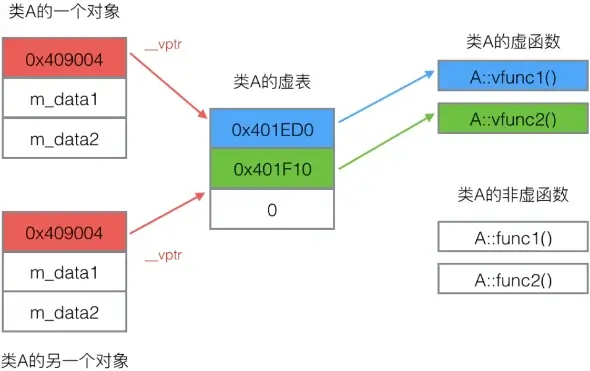 类A的一个对象
0x409004
m_data1
m_data2
__vptr
类A的虚表
0x401ED0
0x401F10
0
类A的虚函数
A::vfunc1()
A::vfunc2()
类A的非虚函数
A::func1()
A::func2()
0x409004
m_data1
m_data2
__vptr
类A的另一个对象